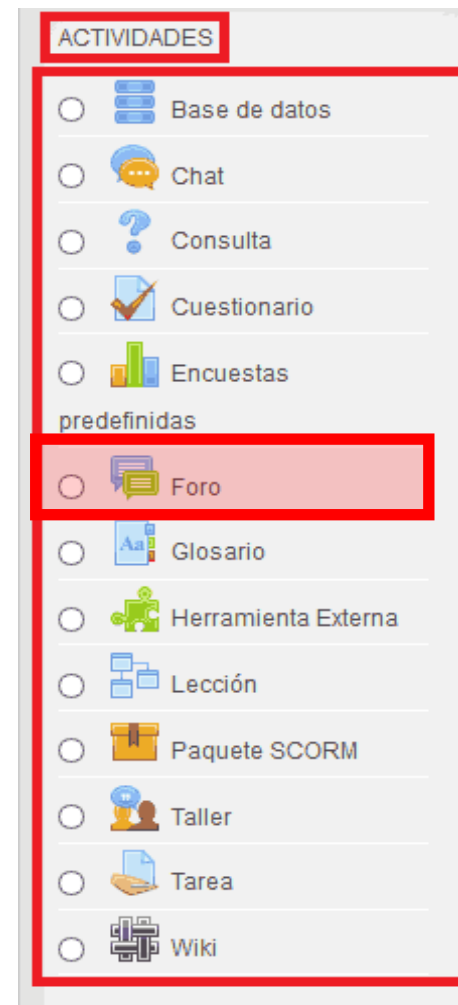 ACTIVIDADES
Base de datos
Chat
Consulta
Cuestionario
Encuestas
predefinidas
Foro
Aa
Glosario
Herramienta Externa
Lección
Paquete SCORM
Taller
Tarea
Wiki